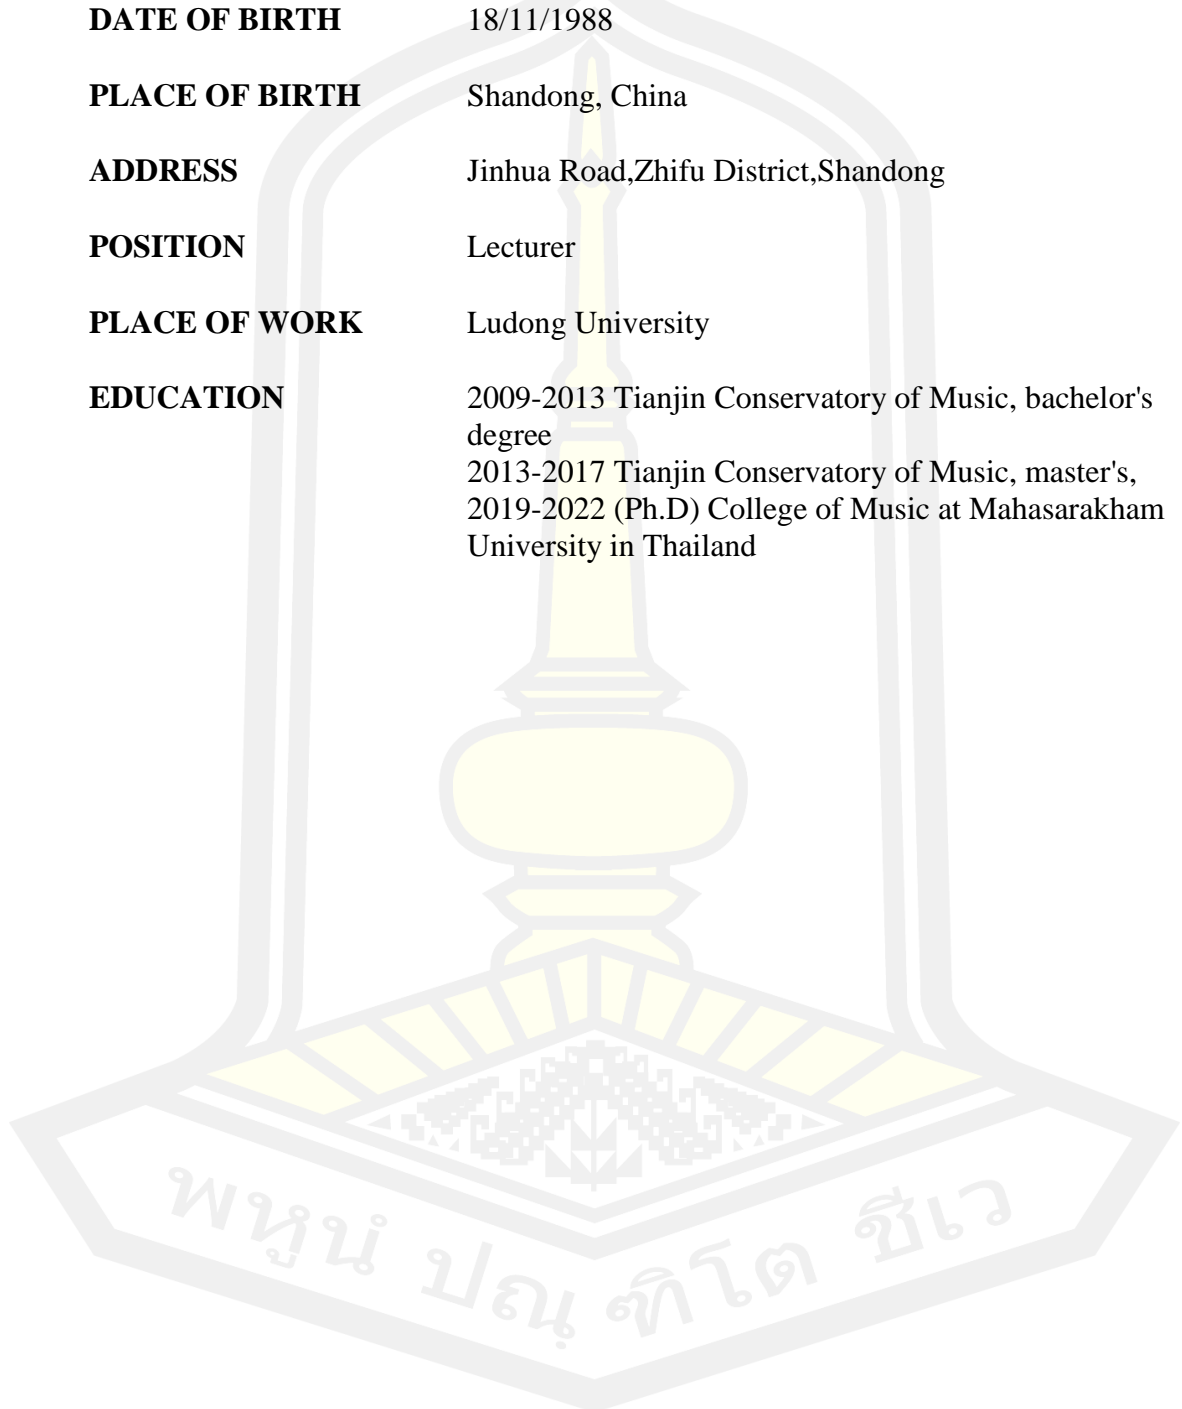 DATE OF BIRTH 18/11/1988
PLACE OF BIRTH Shandong, China
ADDRESS Jinhua Road,Zhifu District,Shandong
POSITION Lecturer
PLACE OF WORK Ludong University
EDUCATION 2009-2013 Tianjin Conservatory of Music, bachelor's
degree
2013-2017 Tianjin Conservatory of Music, master's,
2019-2022 (Ph.D) College of Music at Mahasarakham
University in Thailand
พหูนํ ปณฺฑิโต ชีเว